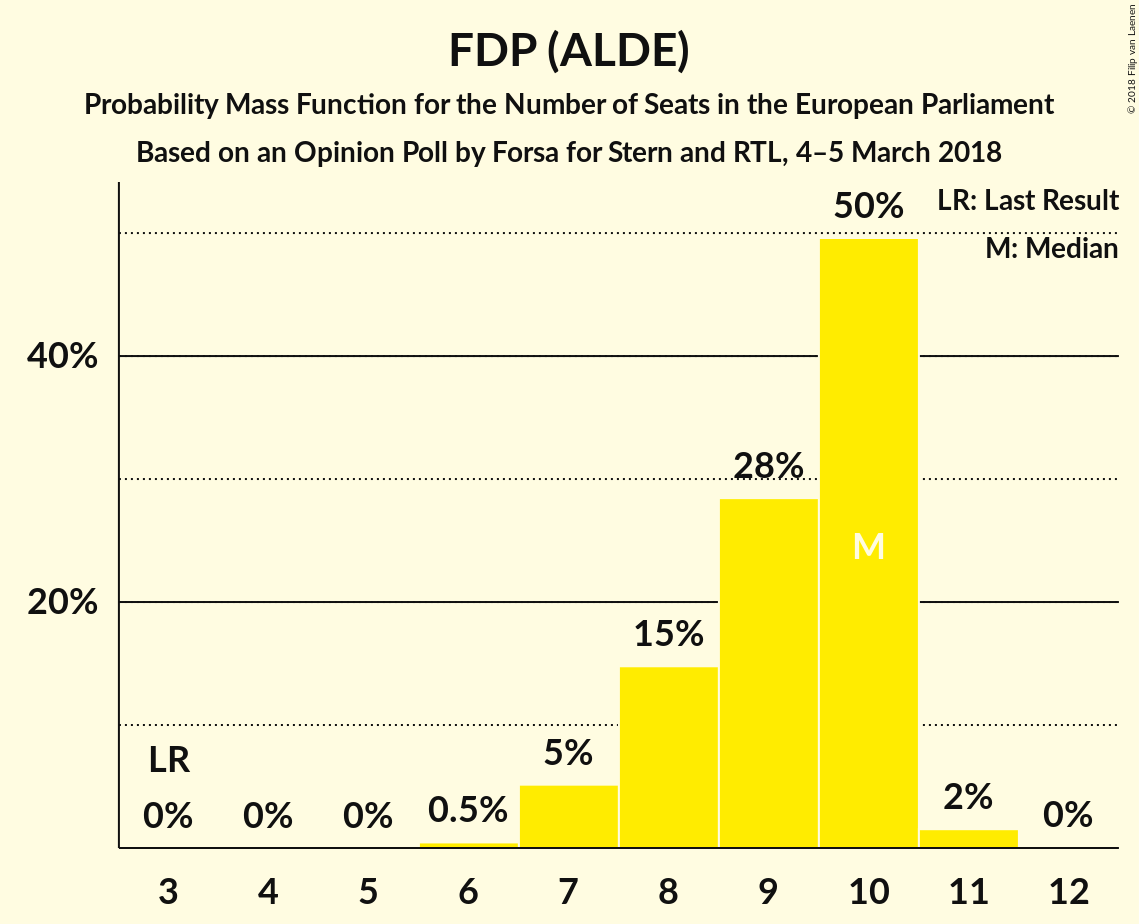 FDP (ALDE)
Probability Mass Function for the Number of Seats in the European Parliament
Based on an Opinion Poll by Forsa for Stern and RTL, 4–5 March 2018
© 2018 Filip van Laenen
LR: Last Result
M: Median
50%
40%
28%
M
20%
15%
LR
5%
0%
0%
0%
0.5%
2%
0%
3
4
5
6
7
8
9
10
11
12